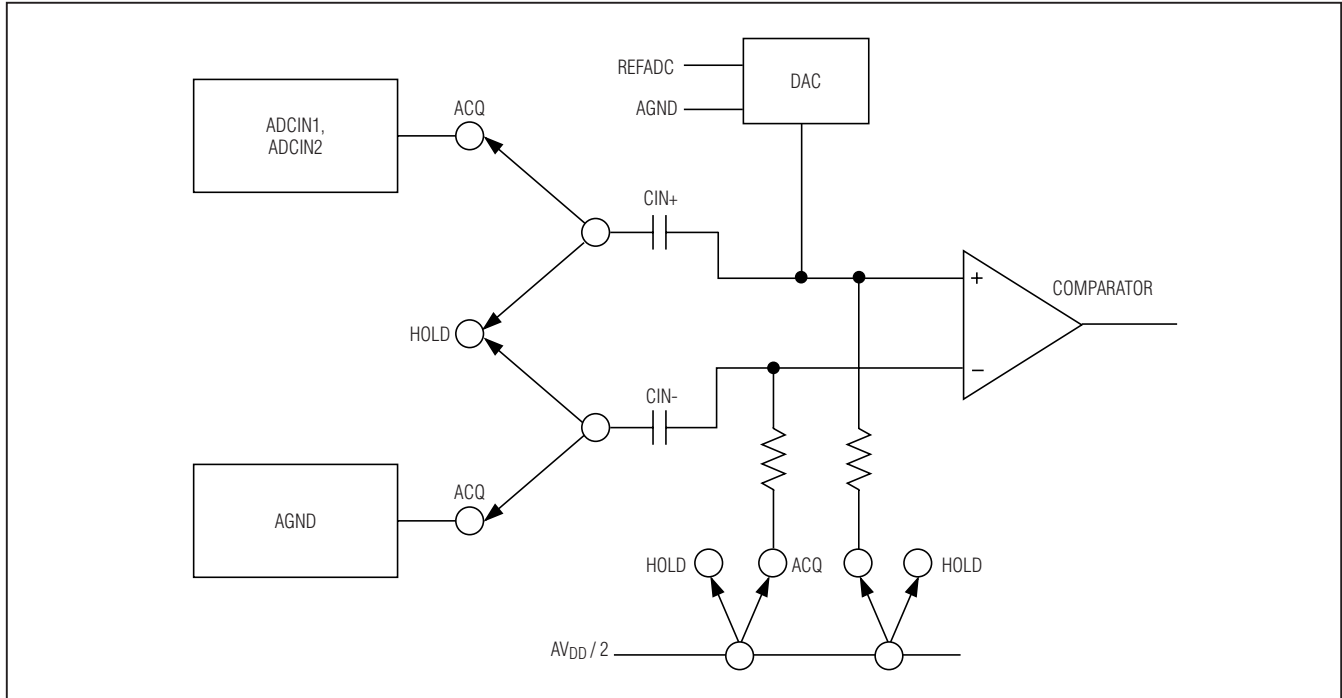 REFADC
DAC
AGND
ADCIN1,
ADCIN2
ACQ
CIN+
+
COMPARATOR
HOLD
CIN-
−
AGND
ACQ
HOLD
ACQ
HOLD
AVDD / 2